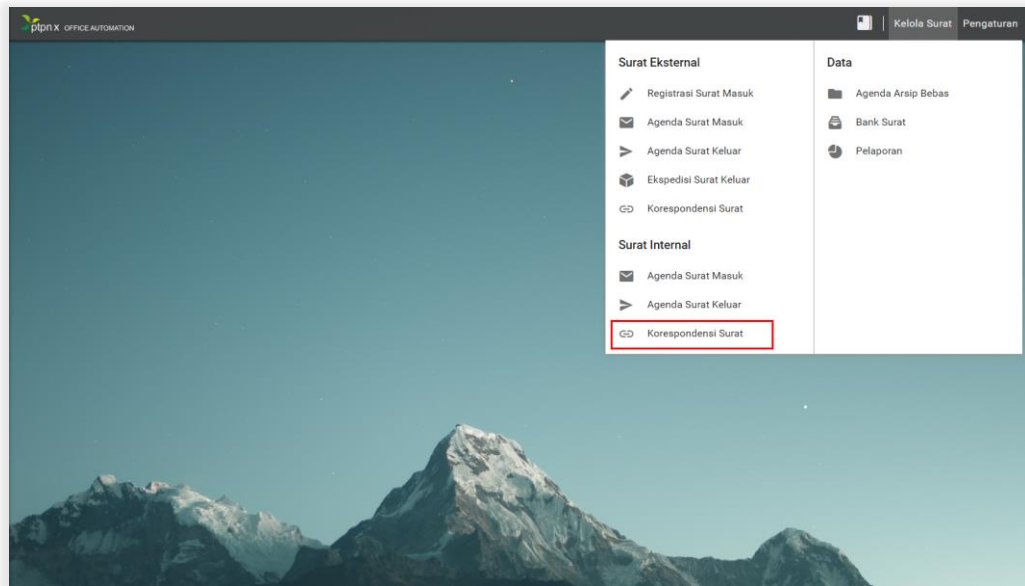 ptpn x OFFICE AUTOMATION
Kelola Surat
Pengaturan
Surat Eksternal
Registrasi Surat Masuk
Agenda Surat Masuk
Agenda Surat Keluar
Ekspedisi Surat Keluar
Korespondensi Surat
Surat Internal
Agenda Surat Masuk
Agenda Surat Keluar
Korespondensi Surat
Data
Agenda Arsip Bebas
Bank Surat
Pelaporan